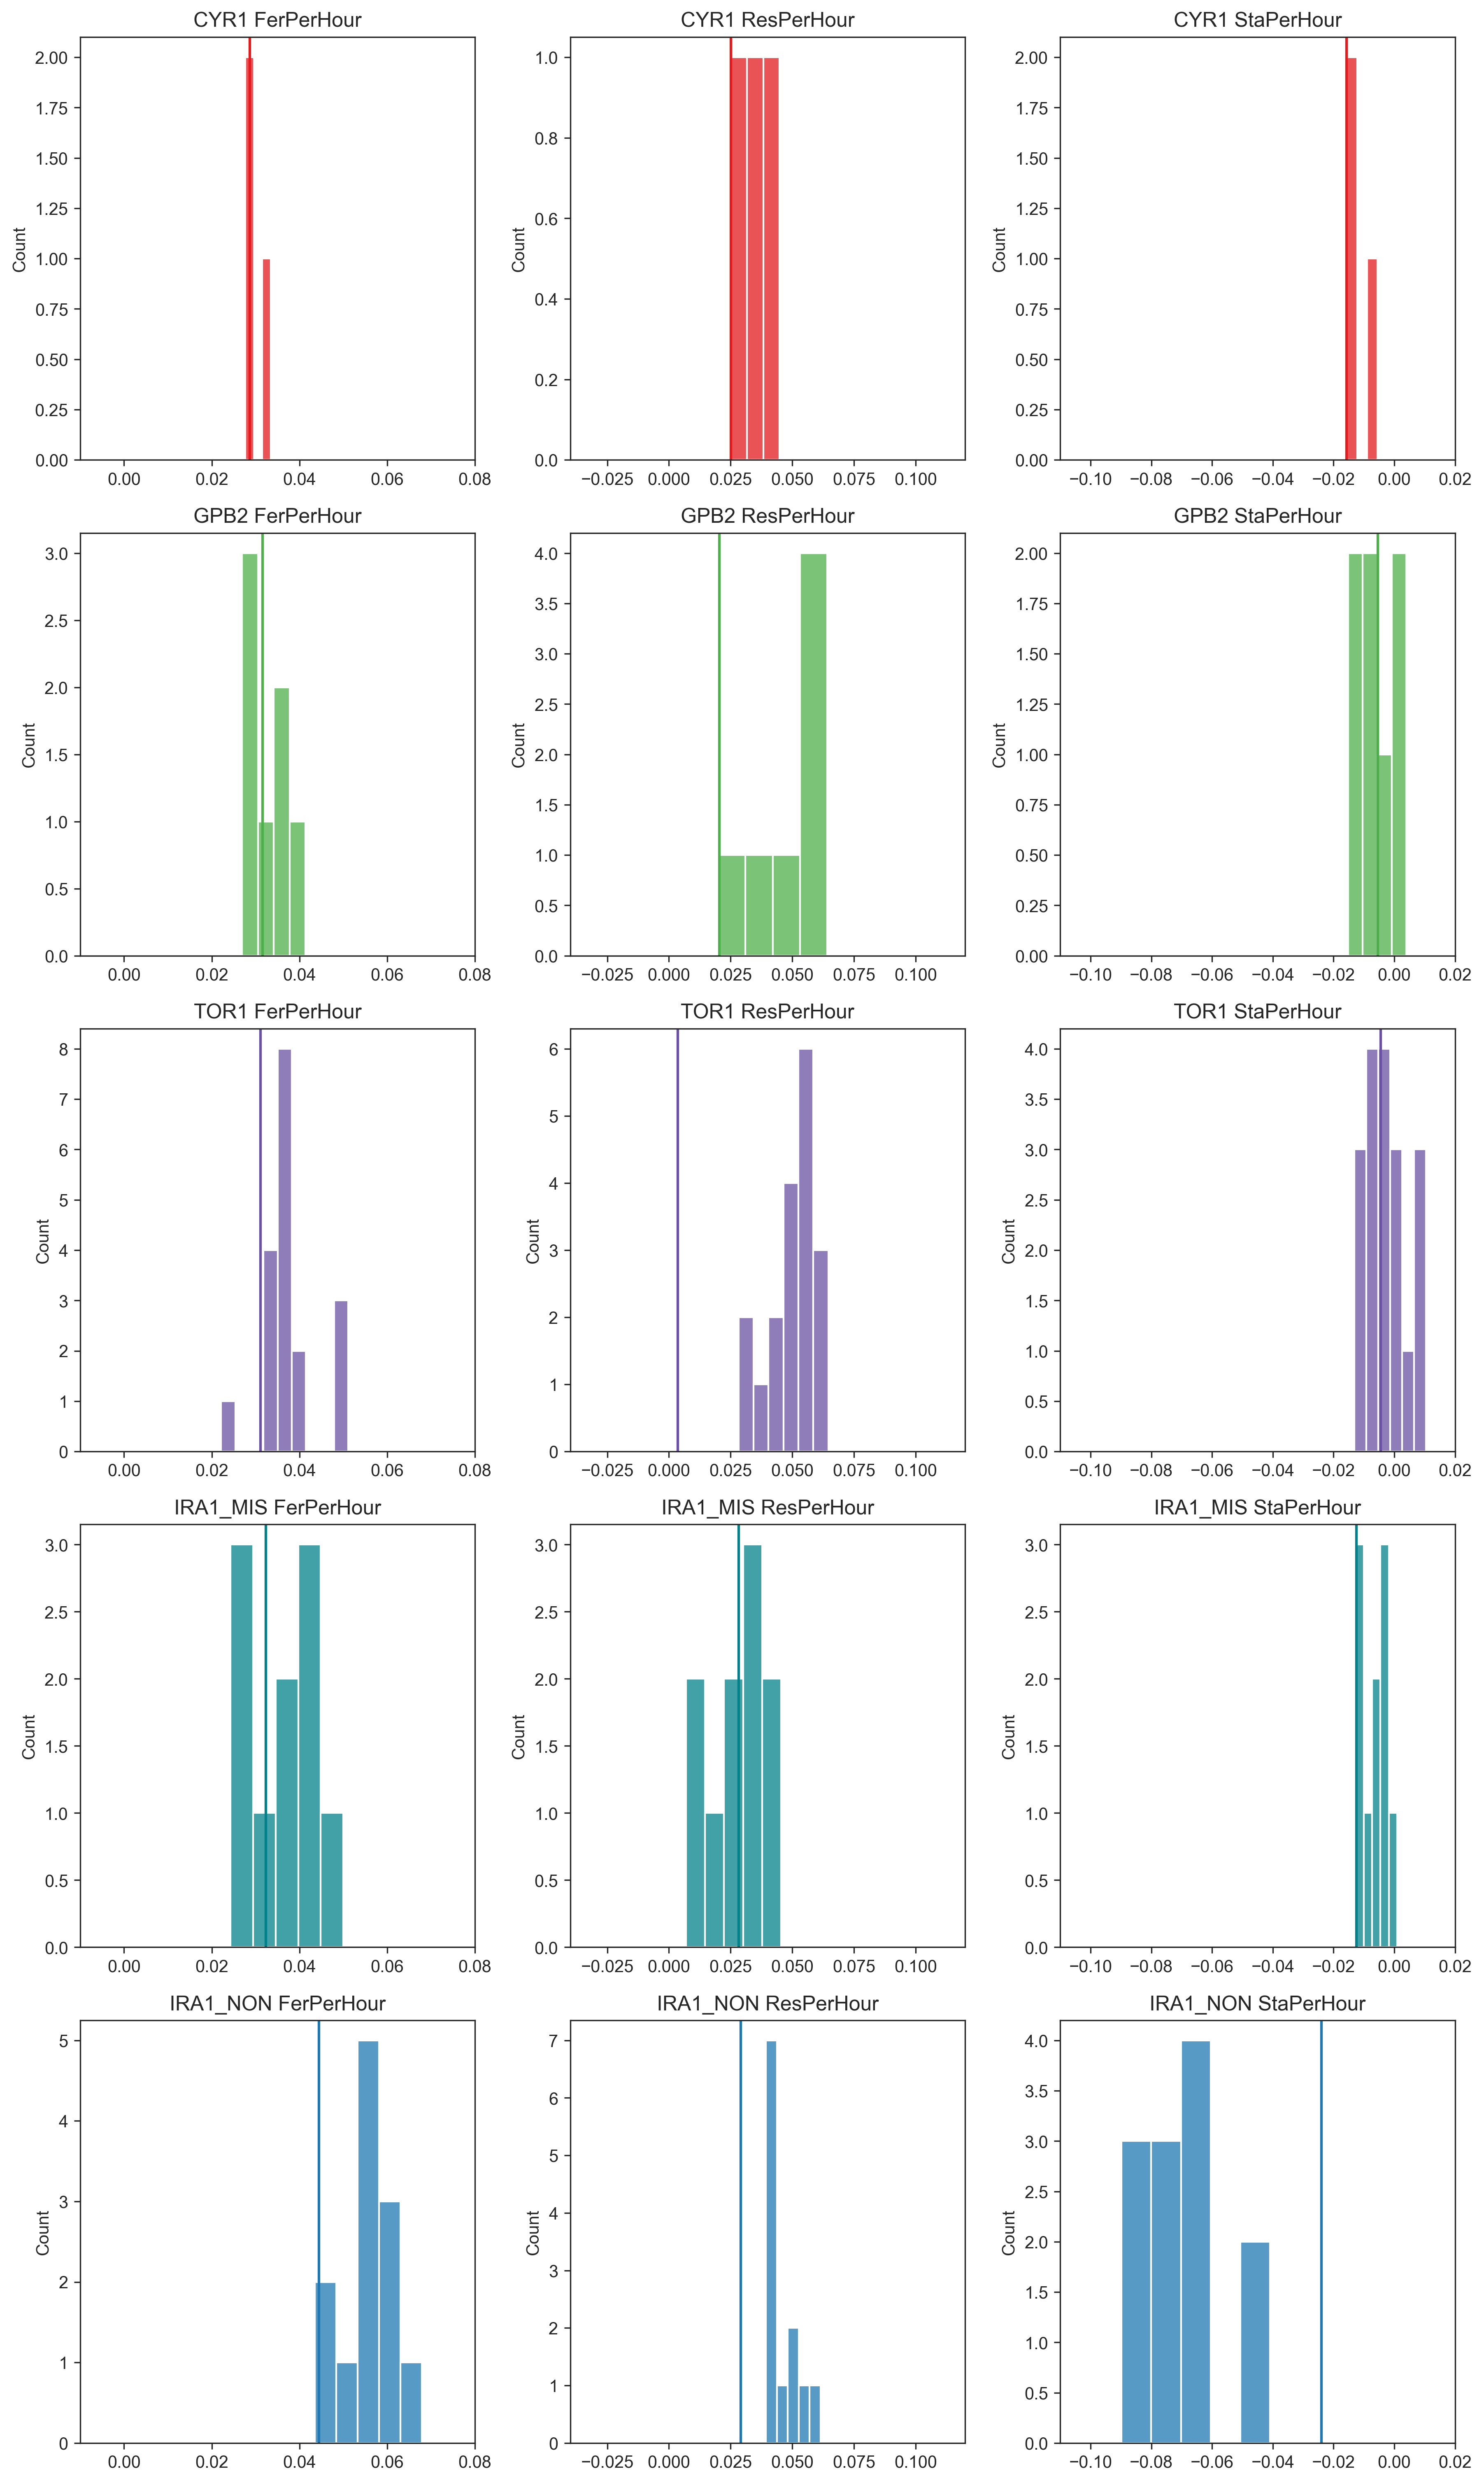 CYR1 FerPerHour
CYR1 ResPerHour
CYR1 StaPerHour
Count
2.00
1.75
1.50
1.25
1.00
0.75
0.50
0.25
0.00
0.00 0.02 0.04 0.06 0.08
Count
1.0
0.8
0.6
0.4
0.2
0.0
−0.025 0.000 0.025 0.050 0.075 0.100
Count
2.00
1.75
1.50
1.25
1.00
0.75
0.50
0.25
0.00
−0.10 −0.08 −0.06 −0.04 −0.02 0.00 0.02
GPB2 FerPerHour
GPB2 ResPerHour
GPB2 StaPerHour
Count
3.0
2.5
2.0
1.5
1.0
0.5
0.0
0.00 0.02 0.04 0.06 0.08
Count
4.0
3.5
3.0
2.5
2.0
1.5
1.0
0.5
0.0
−0.025 0.000 0.025 0.050 0.075 0.100
Count
2.00
1.75
1.50
1.25
1.00
0.75
0.50
0.25
0.00
−0.10 −0.08 −0.06 −0.04 −0.02 0.00 0.02
TOR1 FerPerHour
TOR1 ResPerHour
TOR1 StaPerHour
Count
8
7
6
5
4
3
2
1
0
0.00 0.02 0.04 0.06 0.08
Count
6
5
4
3
2
1
0
−0.025 0.000 0.025 0.050 0.075 0.100
Count
4.0
3.5
3.0
2.5
2.0
1.5
1.0
0.5
0.0
−0.10 −0.08 −0.06 −0.04 −0.02 0.00 0.02
IRA1_MIS FerPerHour
IRA1_MIS ResPerHour
IRA1_MIS StaPerHour
Count
3.0
2.5
2.0
1.5
1.0
0.5
0.0
0.00 0.02 0.04 0.06 0.08
Count
3.0
2.5
2.0
1.5
1.0
0.5
0.0
−0.025 0.000 0.025 0.050 0.075 0.100
Count
3.0
2.5
2.0
1.5
1.0
0.5
0.0
−0.10 −0.08 −0.06 −0.04 −0.02 0.00 0.02
IRA1_NON FerPerHour
IRA1_NON ResPerHour
IRA1_NON StaPerHour
Count
5
4
3
2
1
0
0.00 0.02 0.04 0.06 0.08
Count
7
6
5
4
3
2
1
0
−0.025 0.000 0.025 0.050 0.075 0.100
Count
4.0
3.5
3.0
2.5
2.0
1.5
1.0
0.5
0.0
−0.10 −0.08 −0.06 −0.04 −0.02 0.00 0.02